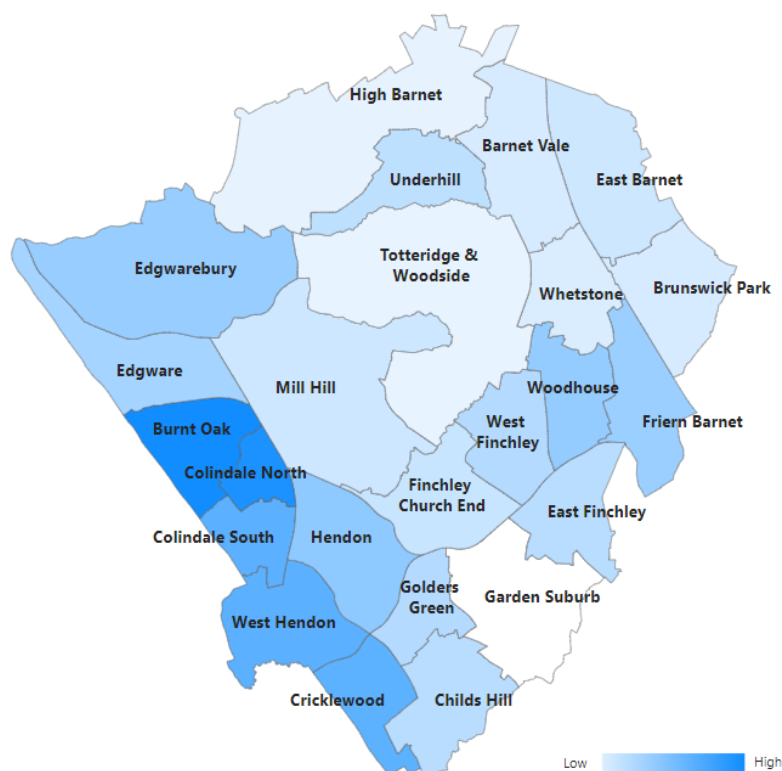 High Barnet
Barnet Vale
Underhill
East Barnet
Edgwarebury
Totteridge &
Woodside
Whetstone
Brunswick Park
Edgware
Mill Hill
Woodhouse
Burnt Oak
West
Finchley
Friern Barnet
Colindale North
Finchley
Church End
East Finchley
Colindale South
Hendon
Golders
Green
Garden Suburb
West Hendon
Cricklewood
Childs Hill
Low
High